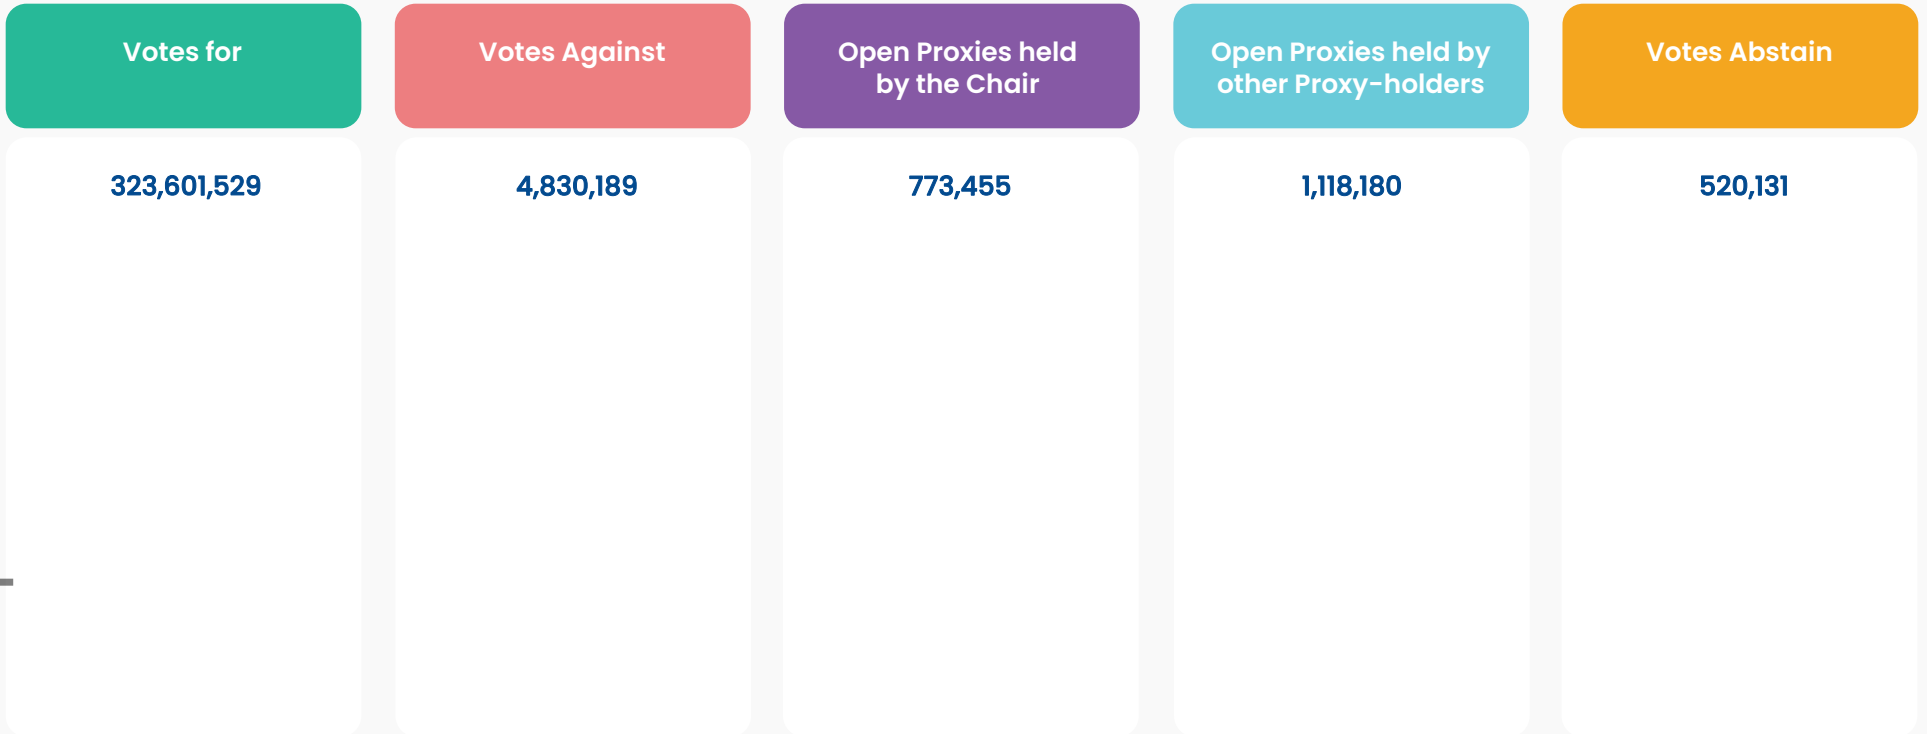 Votes for
323,601,529
Votes Against
4,830,189
Open Proxies held
by the Chair
773,455
Open Proxies held by
other Proxy-holders
1,118,180
Votes Abstain
520,131